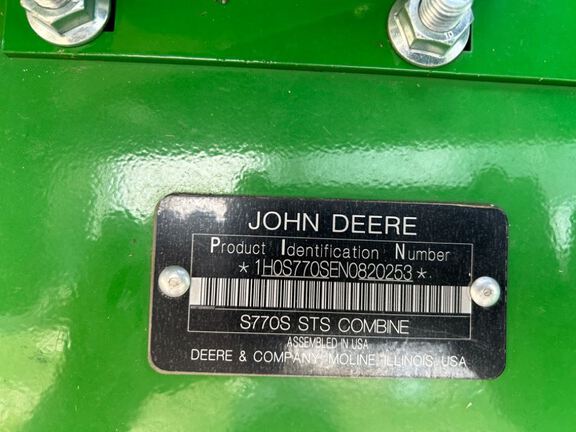 JOHN DEERE
Product Identification Number
*1H0S770SEN0820253*
S770S STS COMBINE
ASSEMBLED IN USA
DEERE & COMPANY MOLINE, ILLINOIS, USA